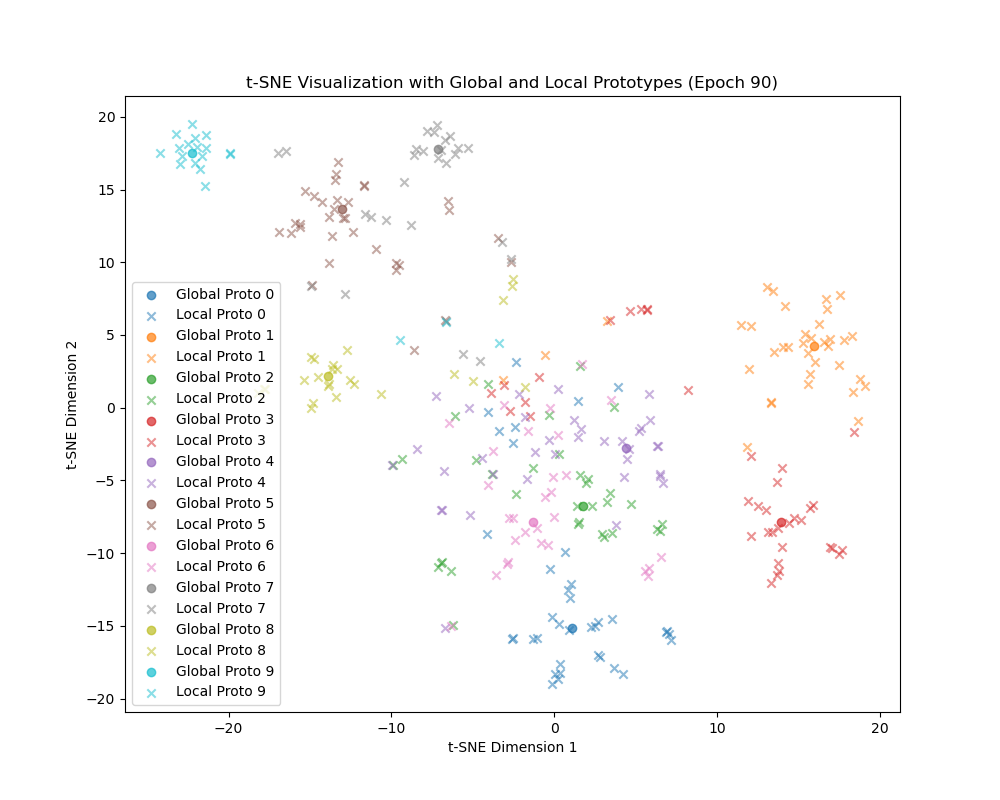 t-SNE Visualization with Global and Local Prototypes (Epoch 90)
20
15
10
5
0
−5
−10
−15
−20
t-SNE Dimension 2
Global Proto 0
Local Proto 0
Global Proto 1
Local Proto 1
Global Proto 2
Local Proto 2
Global Proto 3
Local Proto 3
Global Proto 4
Local Proto 4
Global Proto 5
Local Proto 5
Global Proto 6
Local Proto 6
Global Proto 7
Local Proto 7
Global Proto 8
Local Proto 8
Global Proto 9
Local Proto 9
−20 −10 0 10 20
t-SNE Dimension 1